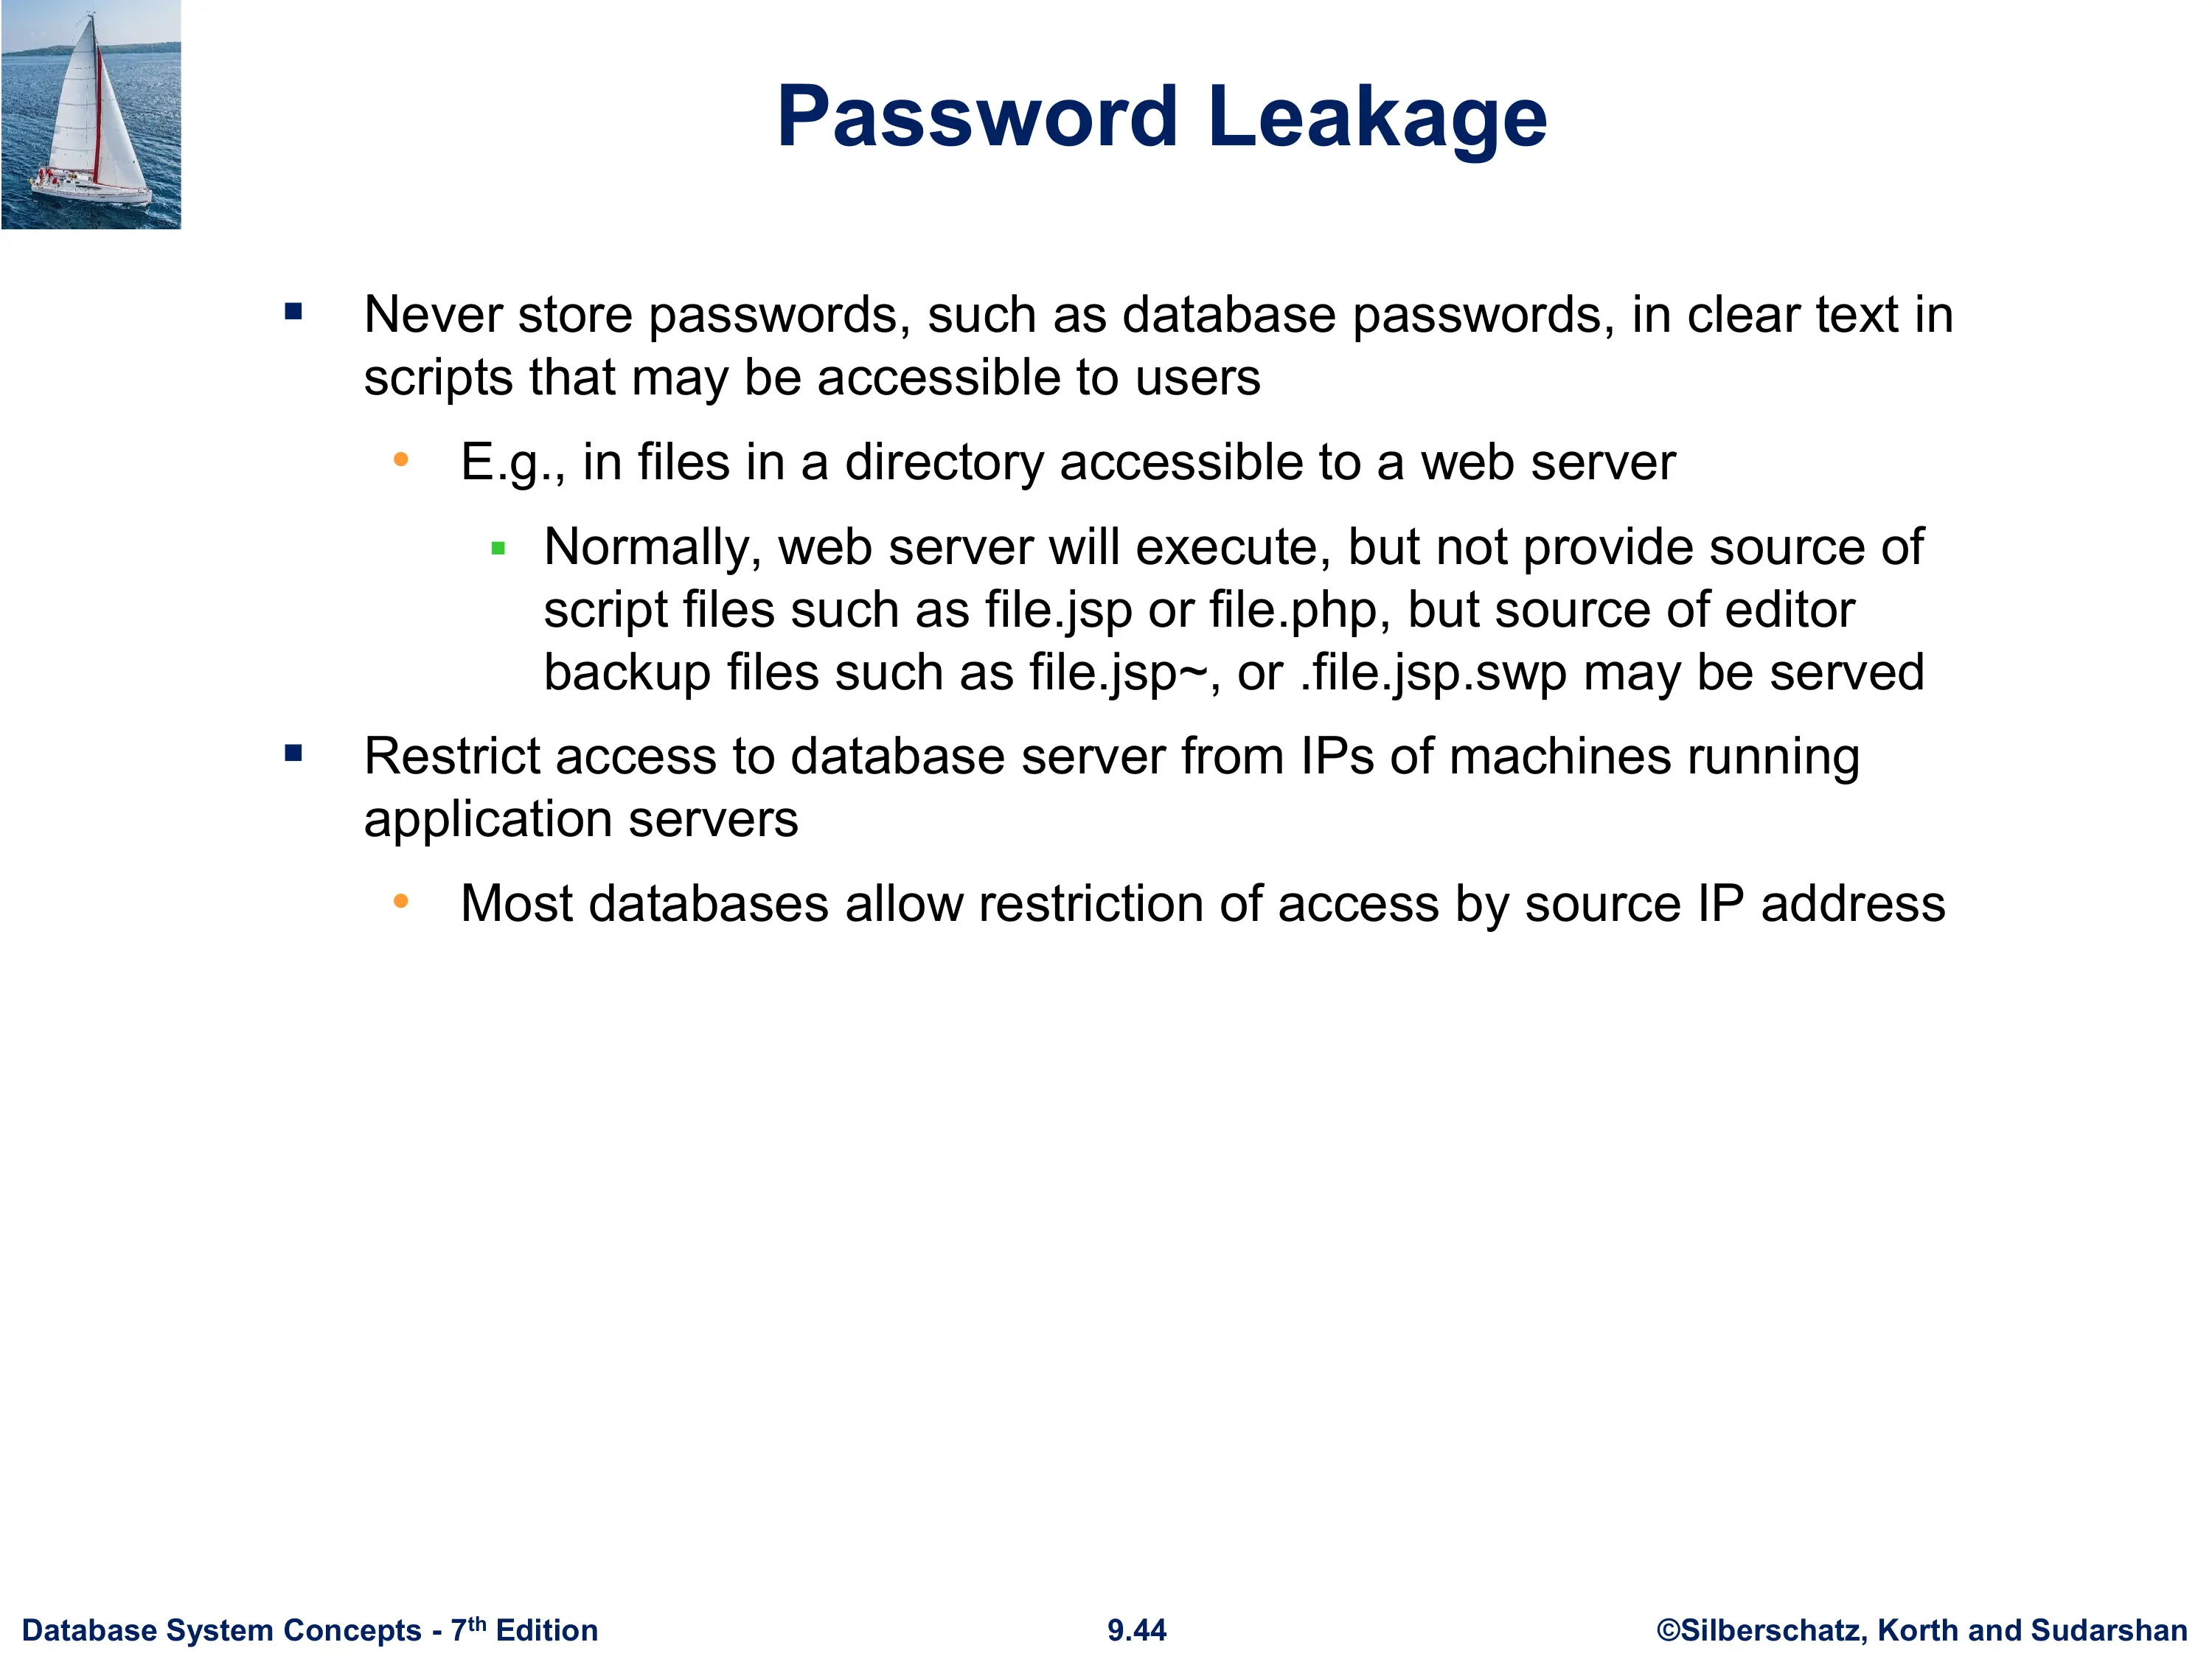 Password Leakage
Never store passwords, such as database passwords, in clear text in
scripts that may be accessible to users
E.g., in files in a directory accessible to a web server
Normally, web server will execute, but not provide source of
script files such as file.jsp or file.php, but source of editor
backup files such as file.jsp~, or .file.jsp.swp may be served
Restrict access to database server from IPs of machines running
application servers
Most databases allow restriction of access by source IP address
Database System Concepts - 7th Edition
9.44
©Silberschatz, Korth and Sudarshan